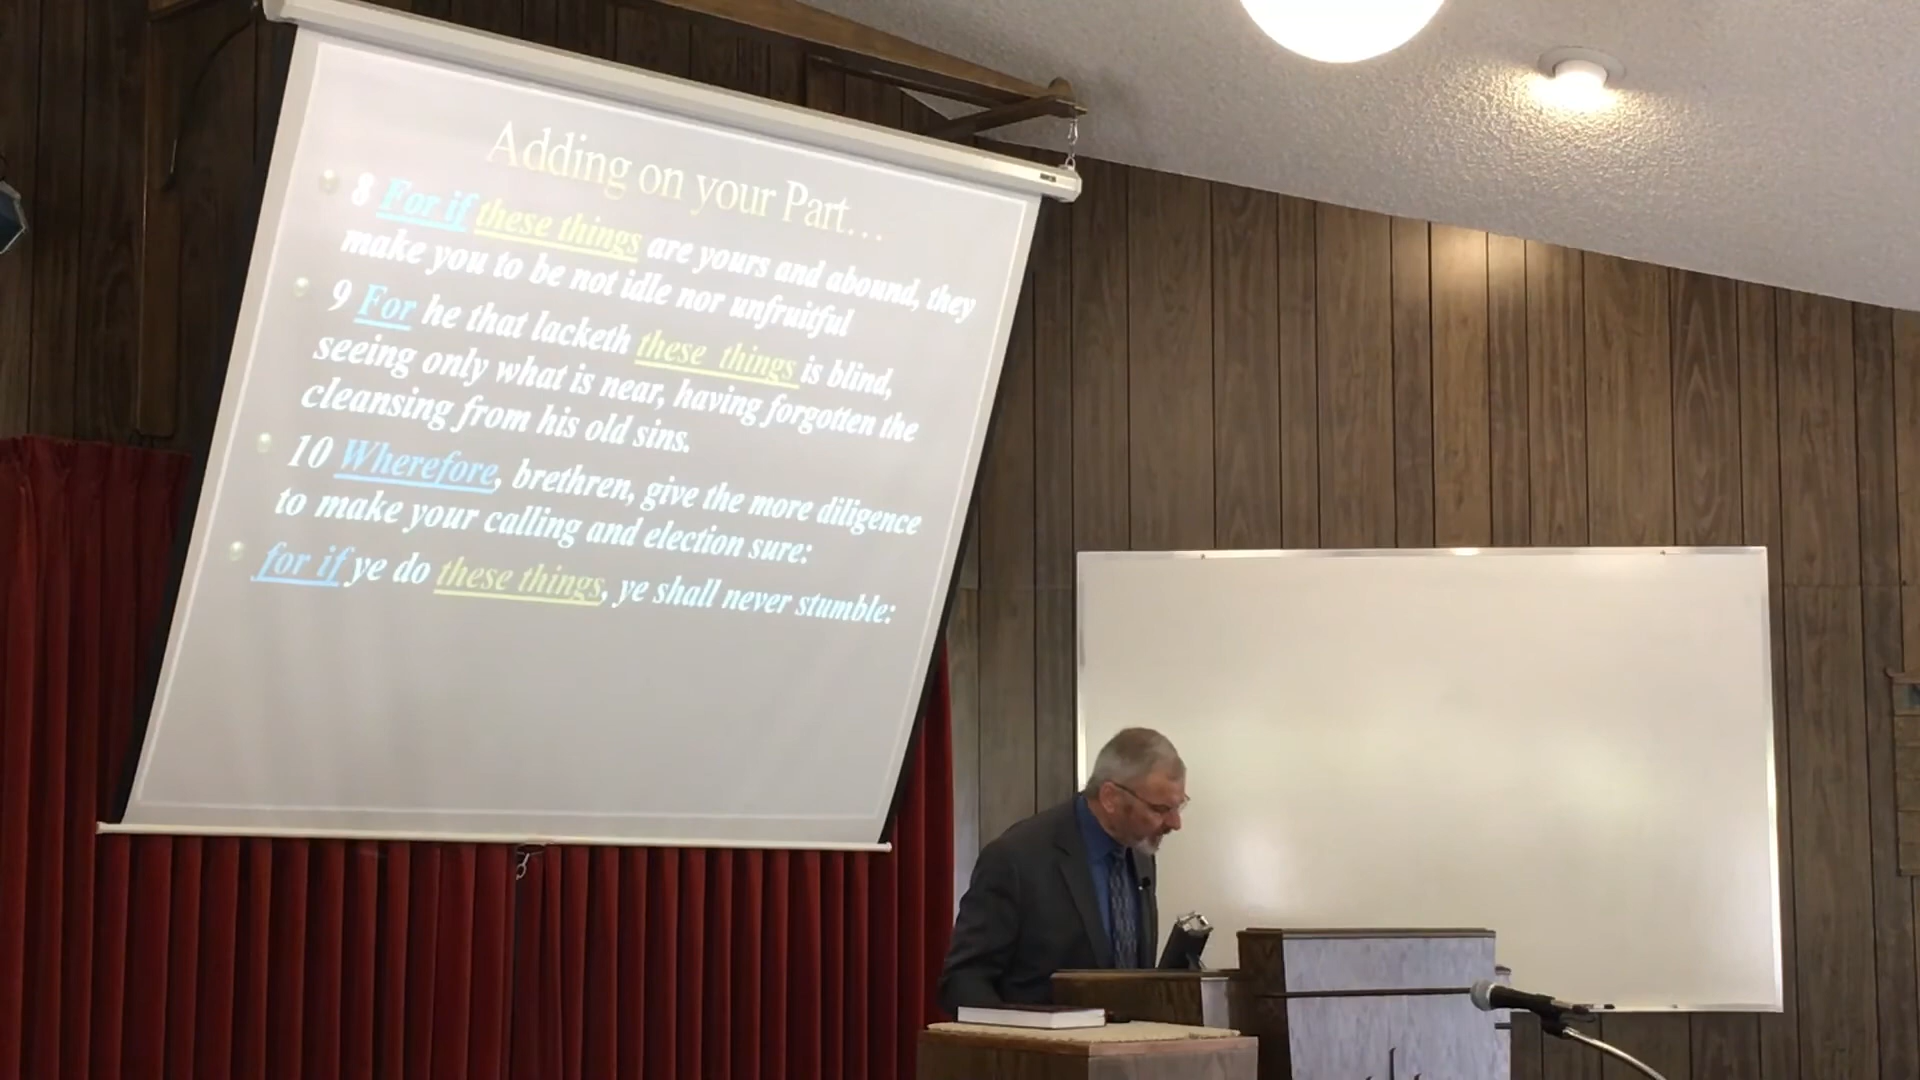 Adding on your Part...
8 For if these things are yours and abound, they
make you to be not idle nor unfruitful
9 For he that lacketh these things is blind,
seeing only what is near, having forgotten the
cleansing from his old sins.
10 Wherefore, brethren, give the more diligence
to make your calling and election sure:
for if ye do these things, ye shall never stumble: